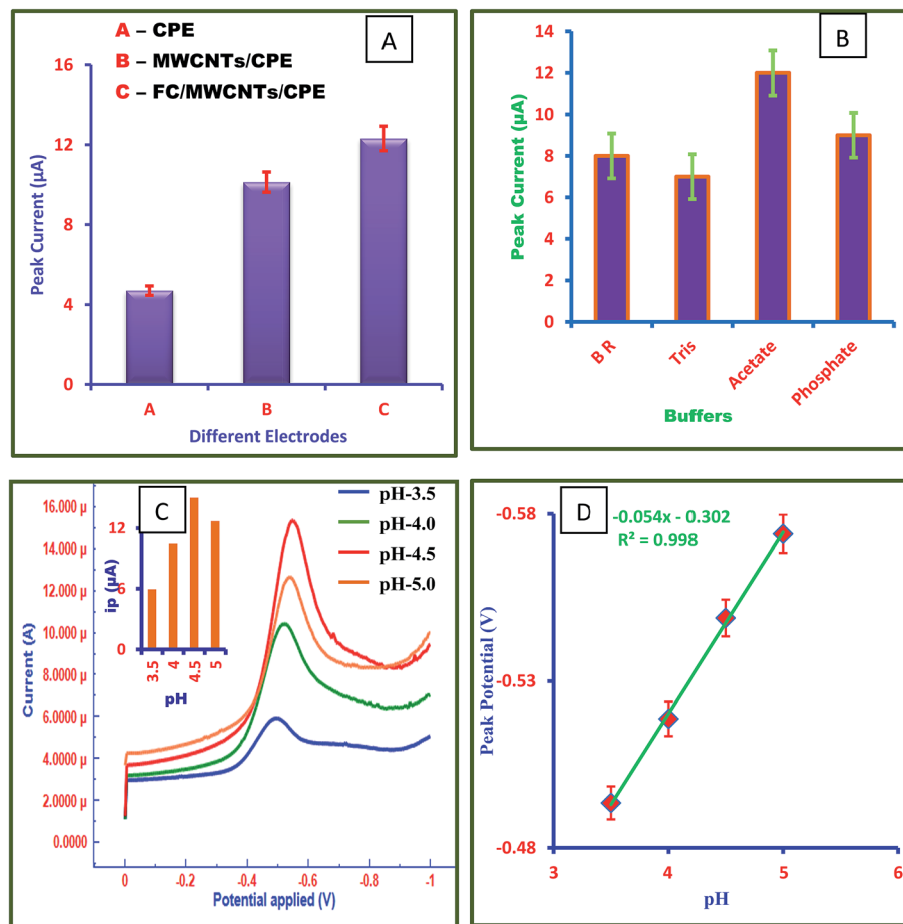 A – CPE
B – MWCNTs/CPE
C – FC/MWCNTs/CPE
A
16
12
8
4
0
Peak Current (µA)
A B C
Different Electrodes
B
14
12
10
8
6
4
2
0
Peak Current (µA)
B R Tris Acetate Phosphate
Buffers
C
pH-3.5
pH-4.0
pH-4.5
pH-5.0
16.000 µ
14.000 µ
12.000 µ
10.000 µ
8.0000 µ
6.0000 µ
4.0000 µ
2.0000 µ
0.0000
Current (A)
12
6
0
ip (µA)
3.5 4 4.5 5
pH
0 -0.2 -0.4 -0.6 -0.8 -1
Potential applied (V)
D
-0.054x - 0.302
R² = 0.998
-0.58
-0.53
-0.48
Peak Potential (V)
3 4 5 6
pH